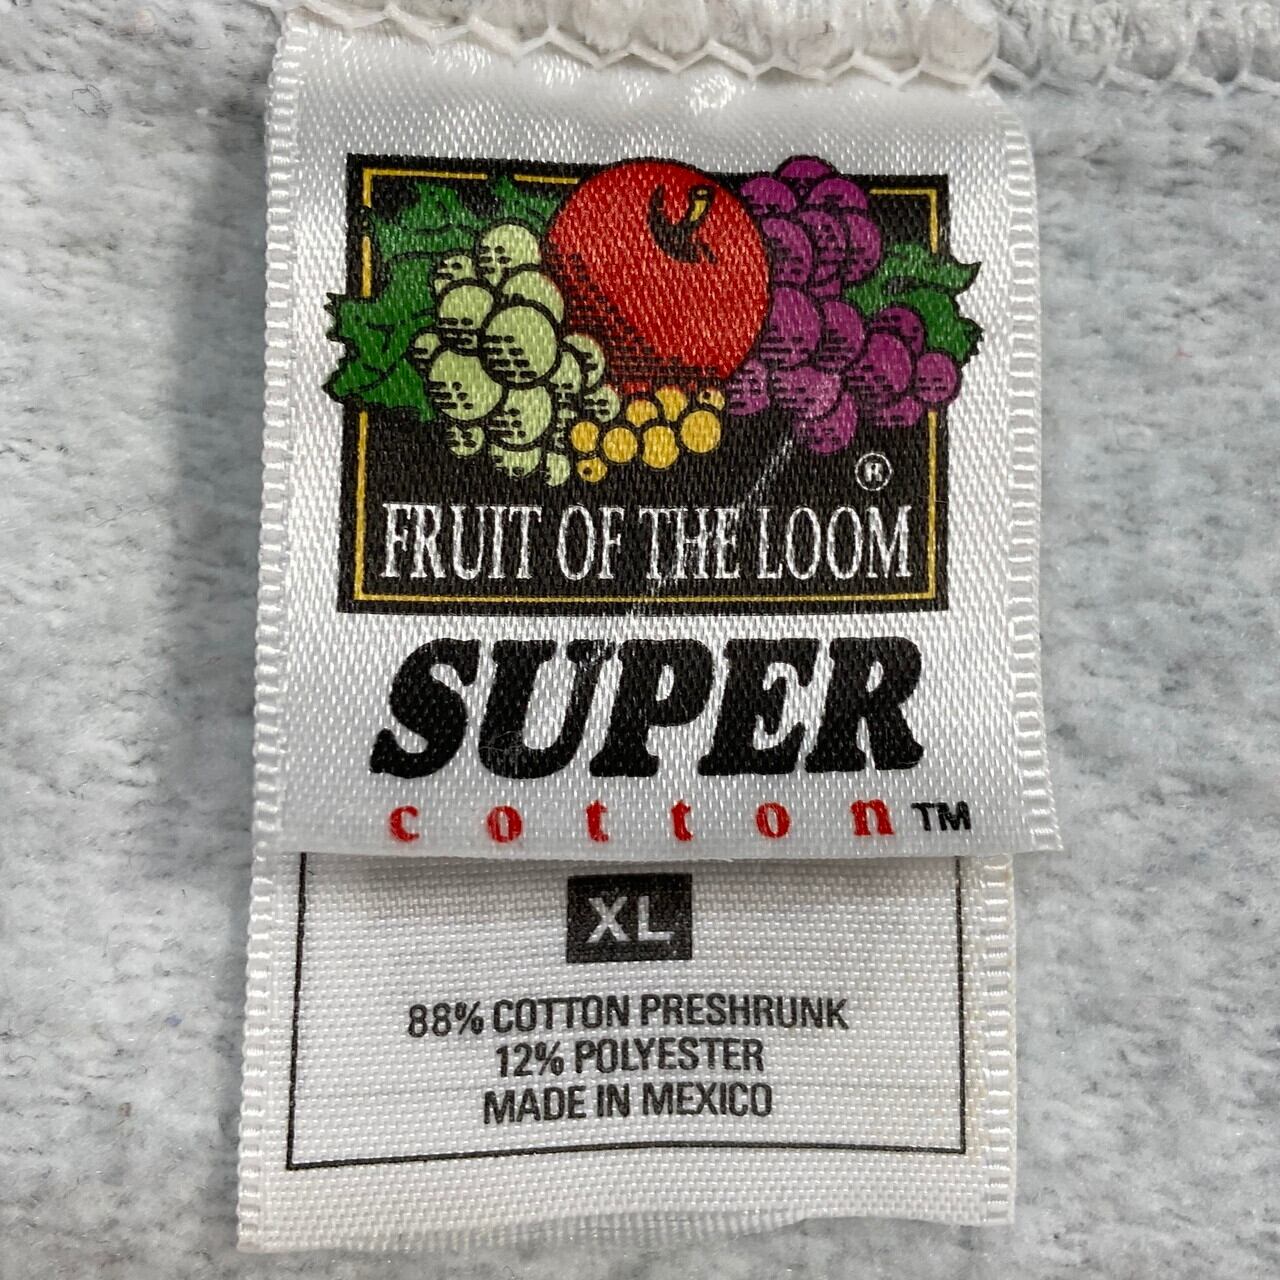 ®
FRUIT OF THE LOOM
SUPER
cotton™
XL
88% COTTON PRESHRUNK
12% POLYESTER
MADE IN MEXICO